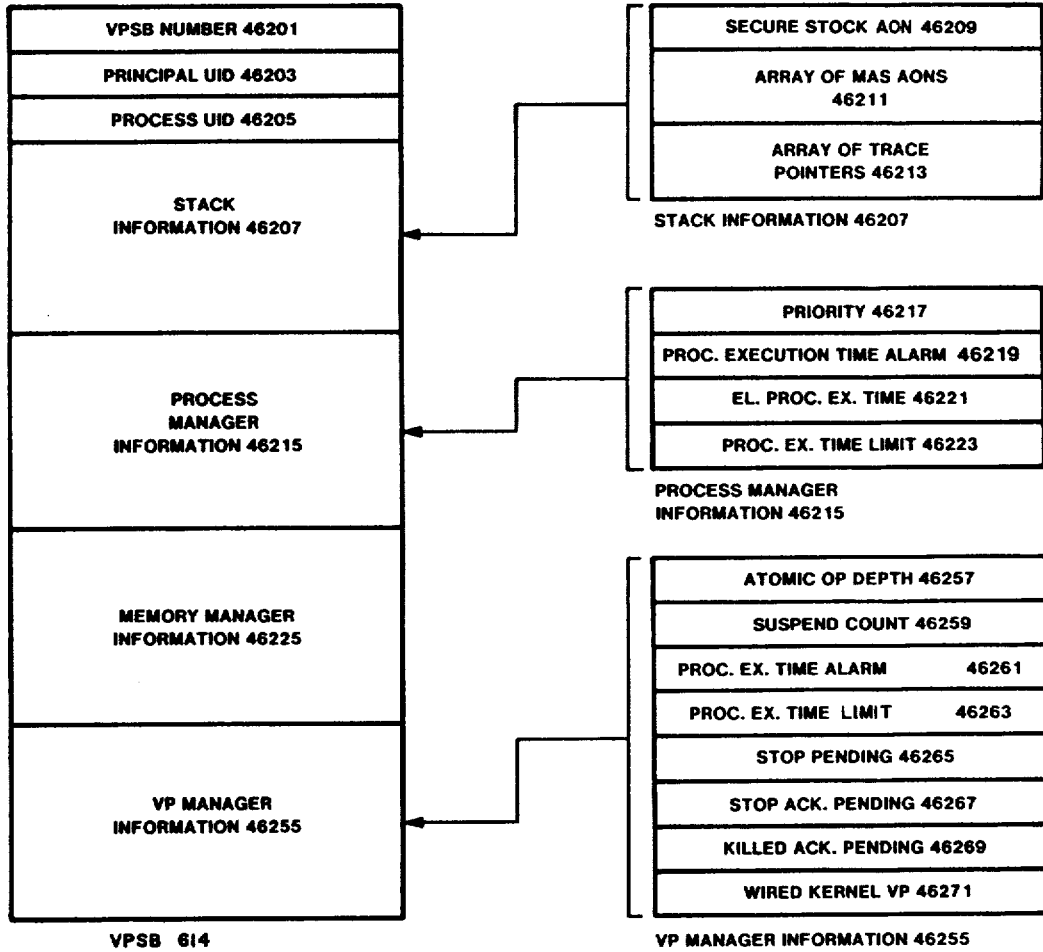 VPSB NUMBER 46201
PRINCIPAL UID 46203
PROCESS UID 46205
STACK
INFORMATION 46207
PROCESS
MANAGER
INFORMATION 46215
MEMORY MANAGER
INFORMATION 46225
VP MANAGER
INFORMATION 46255
VPSB 614
SECURE STOCK AON 46209
ARRAY OF MAS AONS
46211
ARRAY OF TRACE
POINTERS 46213
STACK INFORMATION 46207
PRIORITY 46217
PROC. EXECUTION TIME ALARM 46219
EL. PROC. EX. TIME 46221
PROC. EX. TIME LIMIT 46223
PROCESS MANAGER
INFORMATION 46215
ATOMIC OP DEPTH 46257
SUSPEND COUNT 46259
PROC. EX. TIME ALARM 46261
PROC. EX. TIME LIMIT 46263
STOP PENDING 46265
STOP ACK. PENDING 46267
KILLED ACK. PENDING 46269
WIRED KERNEL VP 46271
VP MANAGER INFORMATION 46255